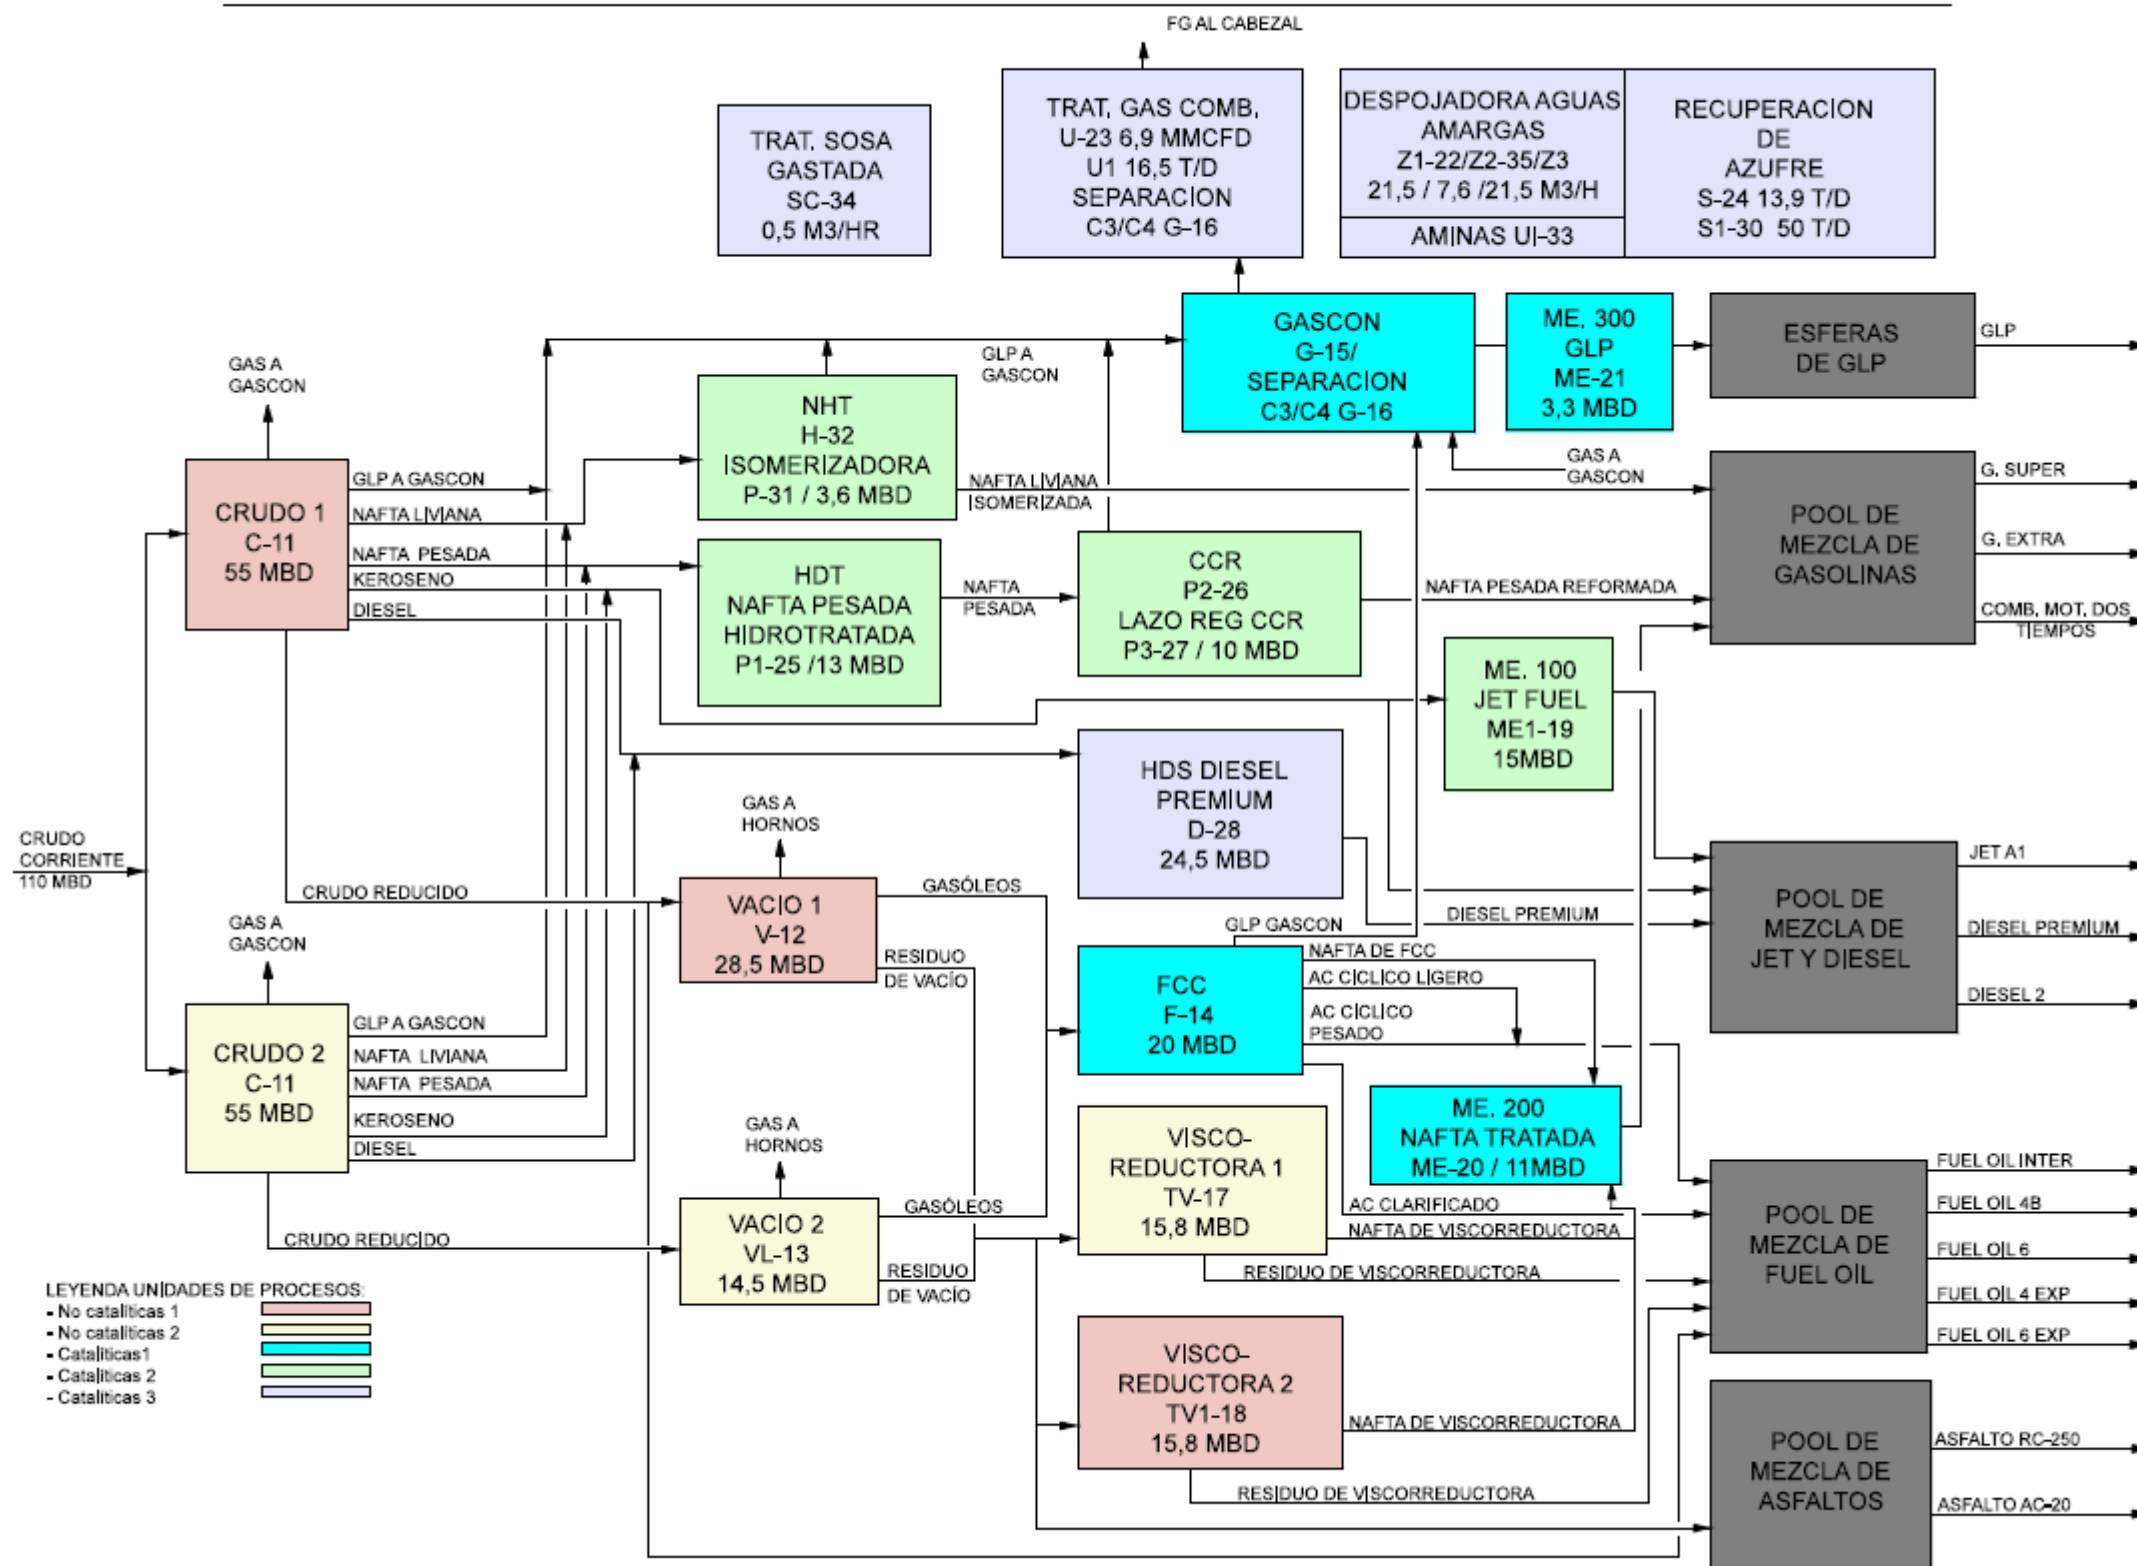 FG AL CABEZAL
TRAT. SOSA
GASTADA
SC-34
0,5 M3/HR
TRAT. GAS COMB.
U-23 6,9 MMCFD
U1 16,5 T/D
SEPARACION
C3/C4 G-16
DESPOJADORA AGUAS
AMARGAS
Z1-22/Z2-35/Z3
21,5 / 7,6 /21,5 M3/H
AMINAS UI-33
RECUPERACION
DE
AZUFRE
S-24 13,9 T/D
S1-30 50 T/D
GASCON
G-15/
SEPARACION
C3/C4 G-16
ME. 300
GLP
ME-21
3,3 MBD
ESFERAS
DE GLP
GLP
GAS A
GASCON
GLP A
GASCON
NHT
H-32
ISOMERIZADORA
P-31 / 3,6 MBD
NAFTA LIVIANA
ISOMERIZADA
GAS A
GASCON
CRUDO 1
C-11
55 MBD
GLP A GASCON
NAFTA LIVIANA
NAFTA PESADA
KEROSENO
DIESEL
POOL DE
MEZCLA DE
GASOLINAS
G. SUPER
G. EXTRA
COMB. MOT. DOS
TIEMPOS
HDT
NAFTA PESADA
HIDROTRATADA
P1-25 /13 MBD
NAFTA
PESADA
CCR
P2-26
LAZO REG CCR
P3-27 / 10 MBD
NAFTA PESADA REFORMADA
ME. 100
JET FUEL
ME1-19
15MBD
HDS DIESEL
PREMIUM
D-28
24,5 MBD
CRUDO
CORRIENTE
110 MBD
GAS A
HORNOS
CRUDO REDUCIDO
VACIO 1
V-12
28,5 MBD
GASÓLEOS
RESIDUO
DE VACÍO
DIESEL PREMIUM
POOL DE
MEZCLA DE
JET Y DIESEL
JET A1
DIESEL PREMIUM
DIESEL 2
GAS A
GASCON
GLP GASCON
FCC
F-14
20 MBD
NAFTA DE FCC
AC CICLICO LIGERO
AC CICLICO
PESADO
CRUDO 2
C-11
55 MBD
GLP A GASCON
NAFTA LIVIANA
NAFTA PESADA
KEROSENO
DIESEL
ME. 200
NAFTA TRATADA
ME-20 / 11MBD
GAS A
HORNOS
VISCO-
REDUCTORA 1
TV-17
15,8 MBD
AC CLARIFICADO
NAFTA DE VISCORREDUCTORA
RESIDUO DE VISCORREDUCTORA
CRUDO REDUCIDO
VACIO 2
VL-13
14,5 MBD
GASÓLEOS
RESIDUO
DE VACÍO
POOL DE
MEZCLA DE
FUEL OIL
FUEL OIL INTER
FUEL OIL 4B
FUEL OIL 6
FUEL OIL 4 EXP
FUEL OIL 6 EXP
LEYENDA UNIDADES DE PROCESOS:
- No catalíticas 1
- No catalíticas 2
- Catalíticas1
- Catalíticas 2
- Catalíticas 3
VISCO-
REDUCTORA 2
TV1-18
15,8 MBD
NAFTA DE VISCORREDUCTORA
RESIDUO DE VISCORREDUCTORA
POOL DE
MEZCLA DE
ASFALTOS
ASFALTO RC-250
ASFALTO AC-20